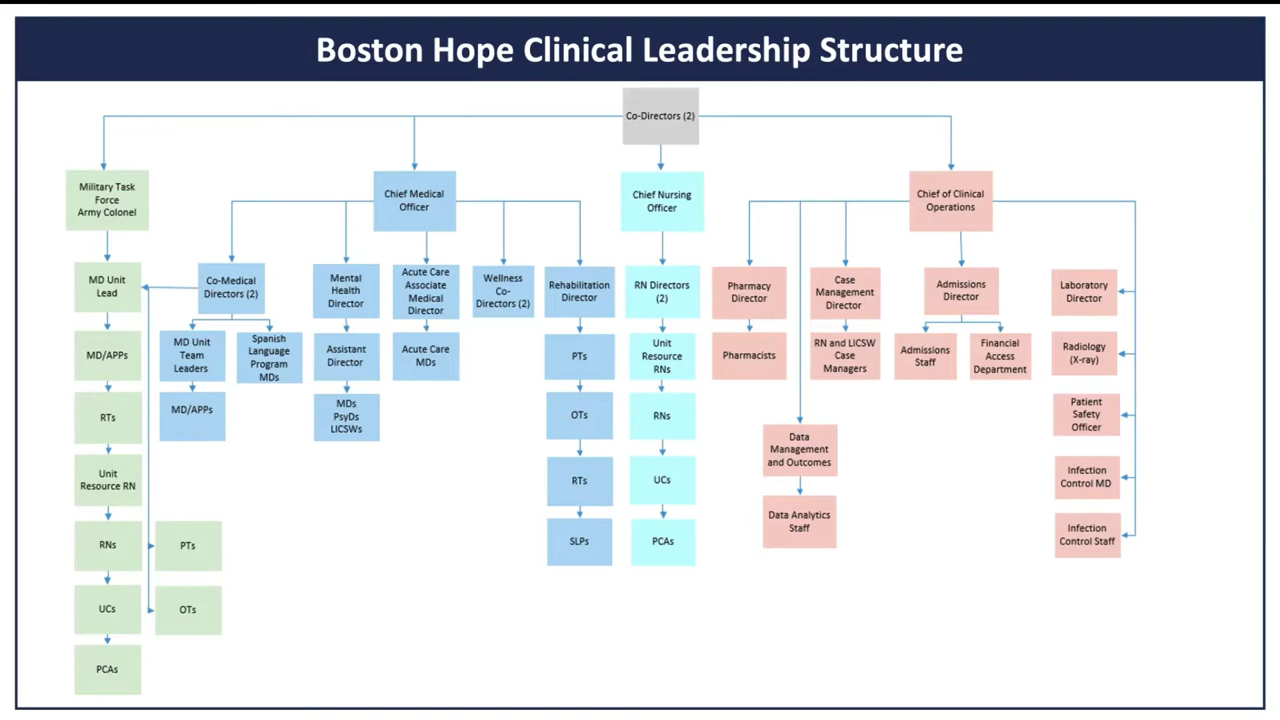 Boston Hope Clinical Leadership Structure
Co-Directors (2)
Military Task
Force
Army Colonel
Chief Medical
Officer
Chief Nursing
Officer
Chief of Clinical
Operations
MD Unit
Lead
Co-Medical
Directors (2)
Mental
Health
Director
Acute Care
Associate
Medical
Director
Wellness
Co-
Directors (2)
Rehabilitation
Director
RN Directors
(2)
Pharmacy
Director
Case
Management
Director
Admissions
Director
Laboratory
Director
MD/APPs
MD Unit
Team
Leaders
Spanish
Language
Program
MDs
Assistant
Director
Acute Care
MDs
PTs
Unit
Resource
RNs
Pharmacists
RN and LICSW
Case
Managers
Admissions
Staff
Financial
Access
Department
Radiology
(X-ray)
RTs
MD/APPs
MDs
PsyDs
LICSWs
OTs
RNs
Data
Management
and Outcomes
Patient
Safety
Officer
Unit
Resource RN
RTs
UCs
Data Analytics
Staff
Infection
Control MD
RNs
PTs
SLPs
PCAs
Infection
Control Staff
UCs
OTs
PCAs